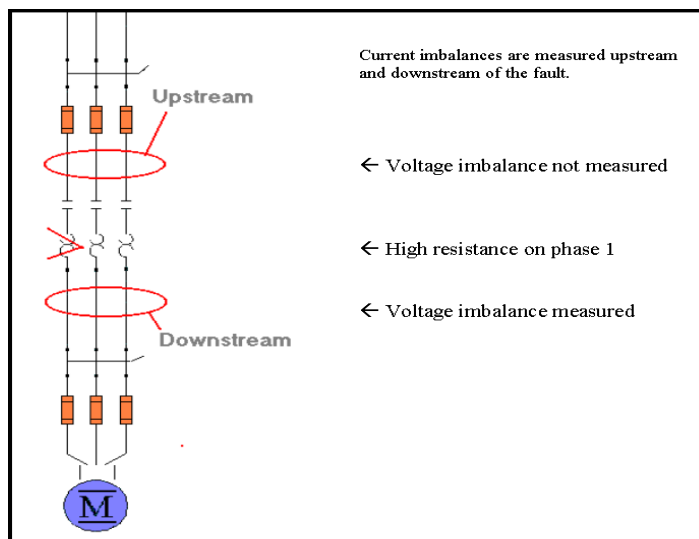 Current imbalances are measured upstream
and downstream of the fault.
Upstream
← Voltage imbalance not measured
← High resistance on phase 1
← Voltage imbalance measured
Downstream
M